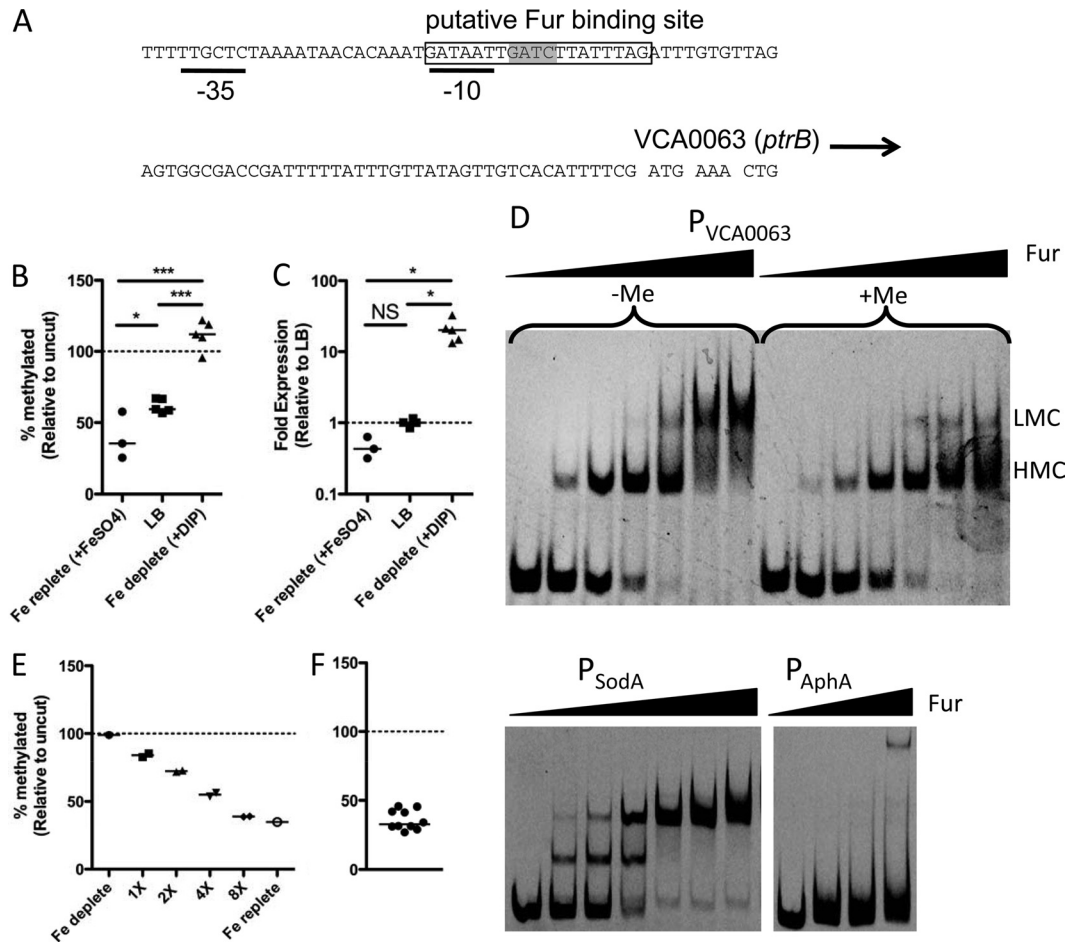 A
putative Fur binding site
TTTTTTGCTCTAAAATAACACAAATGATAATTGATCTTATTTAGATTTGTGTTAG
-35
-10
VCA0063 (ptrB)
AGTGGCGACCGATTTTTATTTGTTATAGTTGTCACATTTTCG ATG AAA CTG
B
% methylated
(Relative to uncut)
150
100
50
0
***
***
*
Fe replete (+FeSO4)
LB
Fe deplete (+DIP)
C
Fold Expression
(Relative to LB)
100
10
1
0.1
*
NS
*
Fe replete (+FeSO4)
LB
Fe deplete (+DIP)
D
PVCA0063
Fur
-Me
+Me
LMC
HMC
E
% methylated
(Relative to uncut)
150
100
50
0
Fe deplete
1X
2X
4X
8X
Fe replete
F
150
100
50
0
PSodA
PAphA
Fur